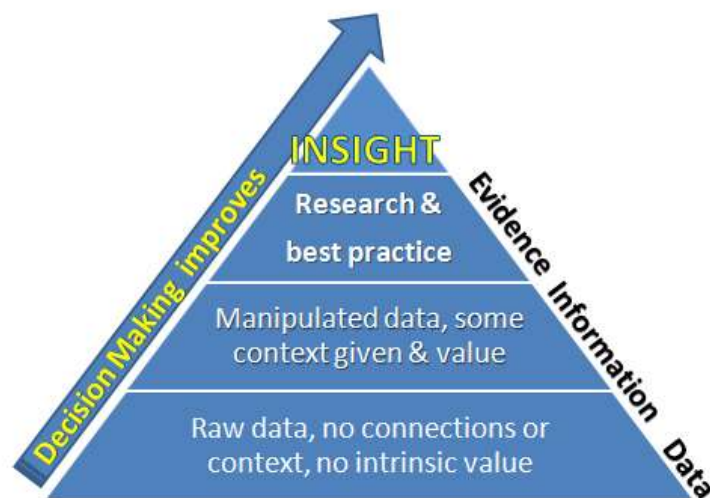 INSIGHT
Research &
best practice
Manipulated data, some
context given & value
Raw data, no connections or
context, no intrinsic value
Decision Making improves
Evidence Information Data